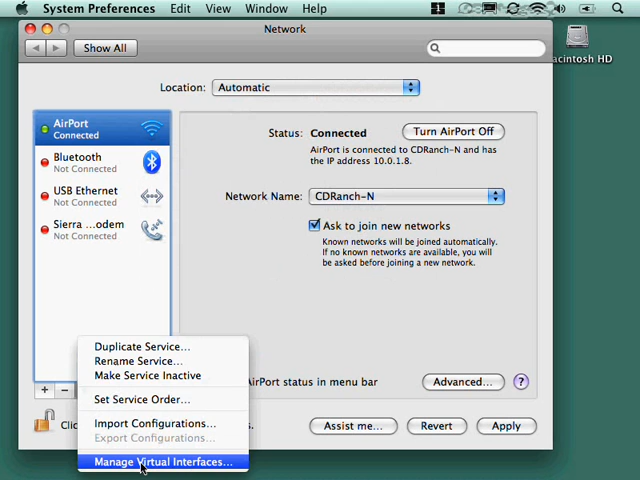 System Preferences Edit View Window Help
1
Network
Show All
acintosh HD
Location: Automatic
AirPort
Connected
Bluetooth
Not Connected
USB Ethernet
Not Connected
Sierra ...odem
Not Connected
Status: Connected
Turn AirPort Off
AirPort is connected to CDRanch-N and has
the IP address 10.0.1.8.
Network Name: CDRanch-N
Ask to join new networks
Known networks will be joined automatically.
If no known networks are available, you will
be asked before joining a new network.
Duplicate Service...
Rename Service...
Make Service Inactive
Set Service Order...
Import Configurations...
Export Configurations...
Manage Virtual Interfaces...
+ −
AirPort status in menu bar
Advanced...
?
Clic
s.
Assist me...
Revert
Apply